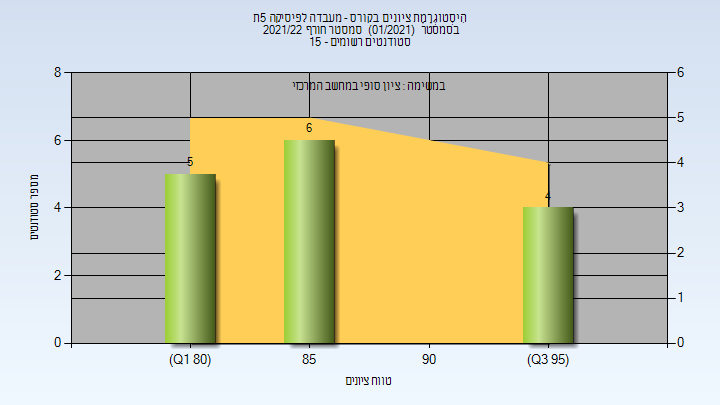 היסטוגרמת ציונים בקורס - מעבדה לפיסיקה 5ת
בסמסטר (01/2021) סמסטר חורף 2021/22
סטודנטים רשומים - 15
במשימה : ציון סופי במחשב המרכזי
מספר סטודנטים
8
6
4
2
0
6
5
4
3
2
1
0
5
6
4
(Q1 80)
85
90
(Q3 95)
טווח ציונים